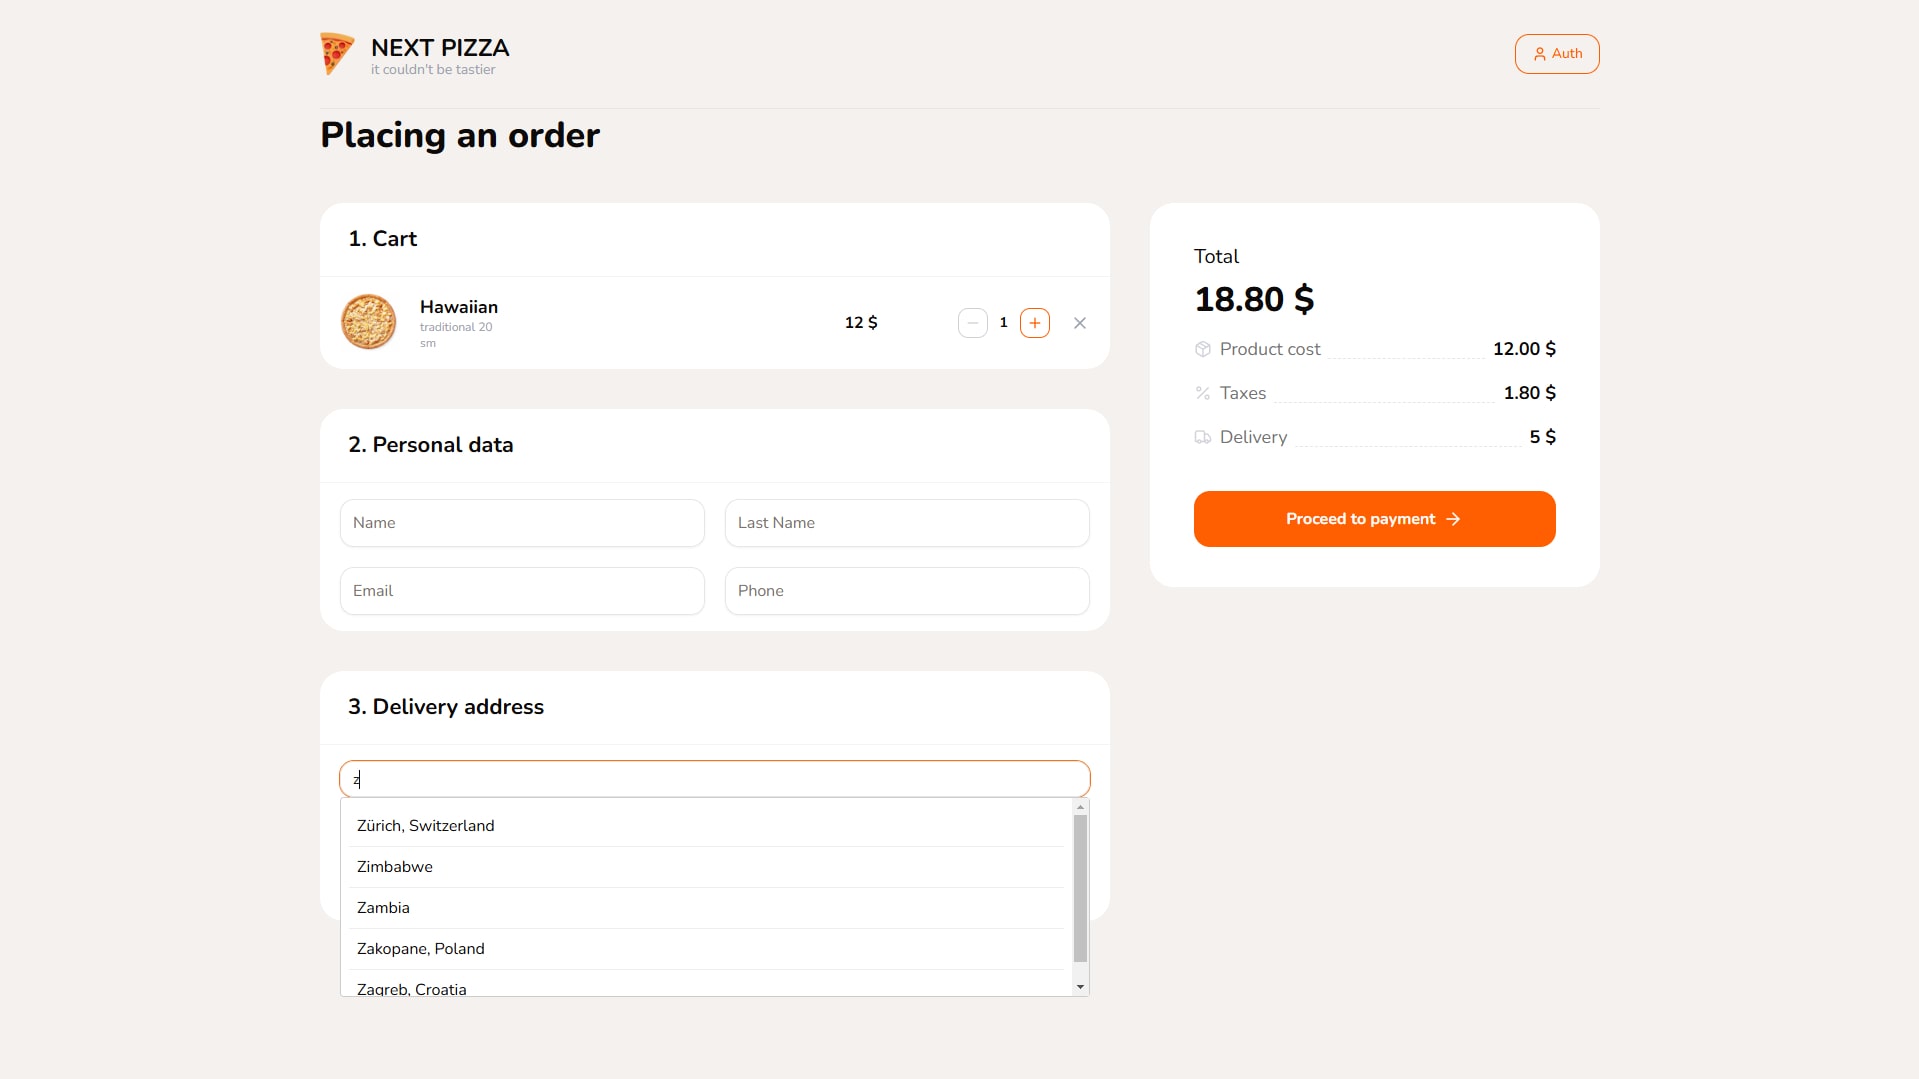 NEXT PIZZA
it couldn't be tastier
Auth
Placing an order
1. Cart
Hawaiian
traditional 20
sm
12 $
1
2. Personal data
Name
Last Name
Email
Phone
3. Delivery address
z
Zürich, Switzerland
Zimbabwe
Zambia
Zakopane, Poland
Zagreb, Croatia
Total
18.80 $
Product cost 12.00 $
Taxes 1.80 $
Delivery 5 $
Proceed to payment